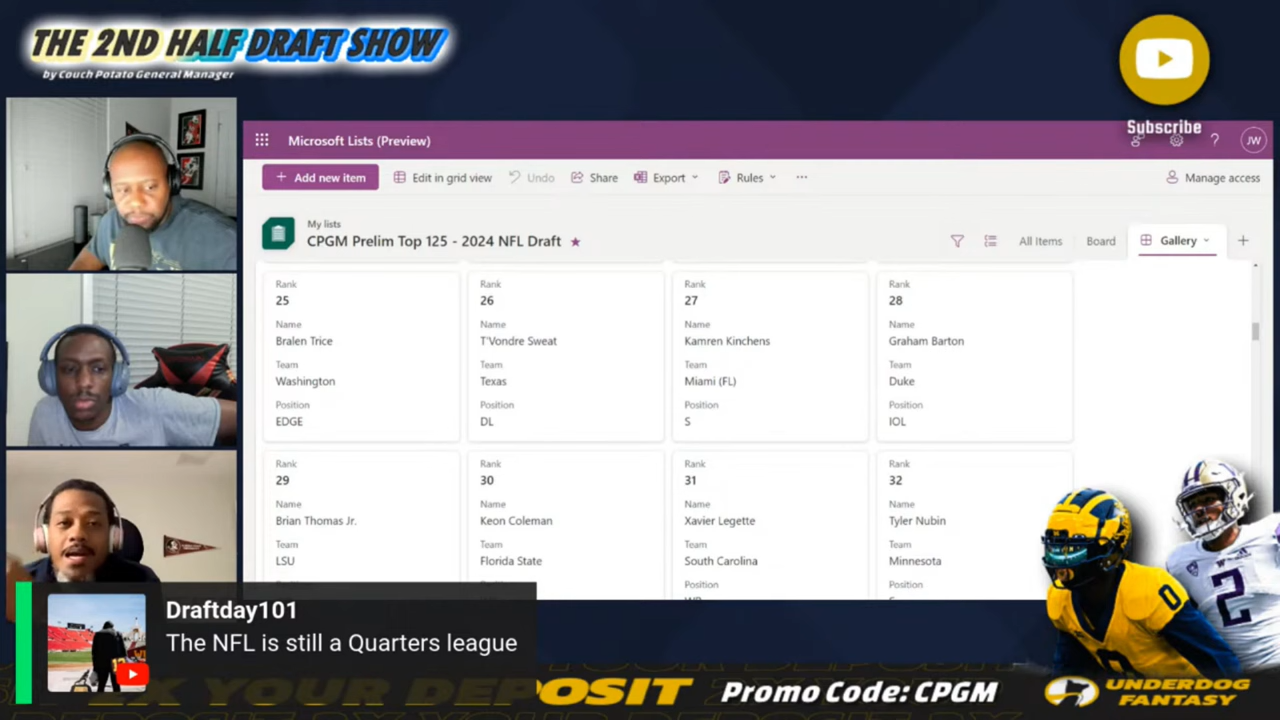 THE 2ND HALF DRAFT SHOW
by Couch Potato General Manager
Subscribe
Microsoft Lists (Preview)
?
JW
+ Add new item
Edit in grid view
Undo
Share
Export
Rules
...
Manage access
My lists
CPGM Prelim Top 125 - 2024 NFL Draft
All Items
Board
Gallery
+
Rank
25
Name
Bralen Trice
Team
Washington
Position
EDGE
Rank
26
Name
T'Vondre Sweat
Team
Texas
Position
DL
Rank
27
Name
Kamren Kinchens
Team
Miami (FL)
Position
S
Rank
28
Name
Graham Barton
Team
Duke
Position
IOL
Rank
29
Name
Brian Thomas Jr.
Team
LSU
Rank
30
Name
Keon Coleman
Team
Florida State
Rank
31
Name
Xavier Legette
Team
South Carolina
Position
Rank
32
Name
Tyler Nubin
Team
Minnesota
Position
0
2
Draftday101
The NFL is still a Quarters league
YOUR DEPOSIT
Promo Code: CPGM
UNDERDOG
FANTASY